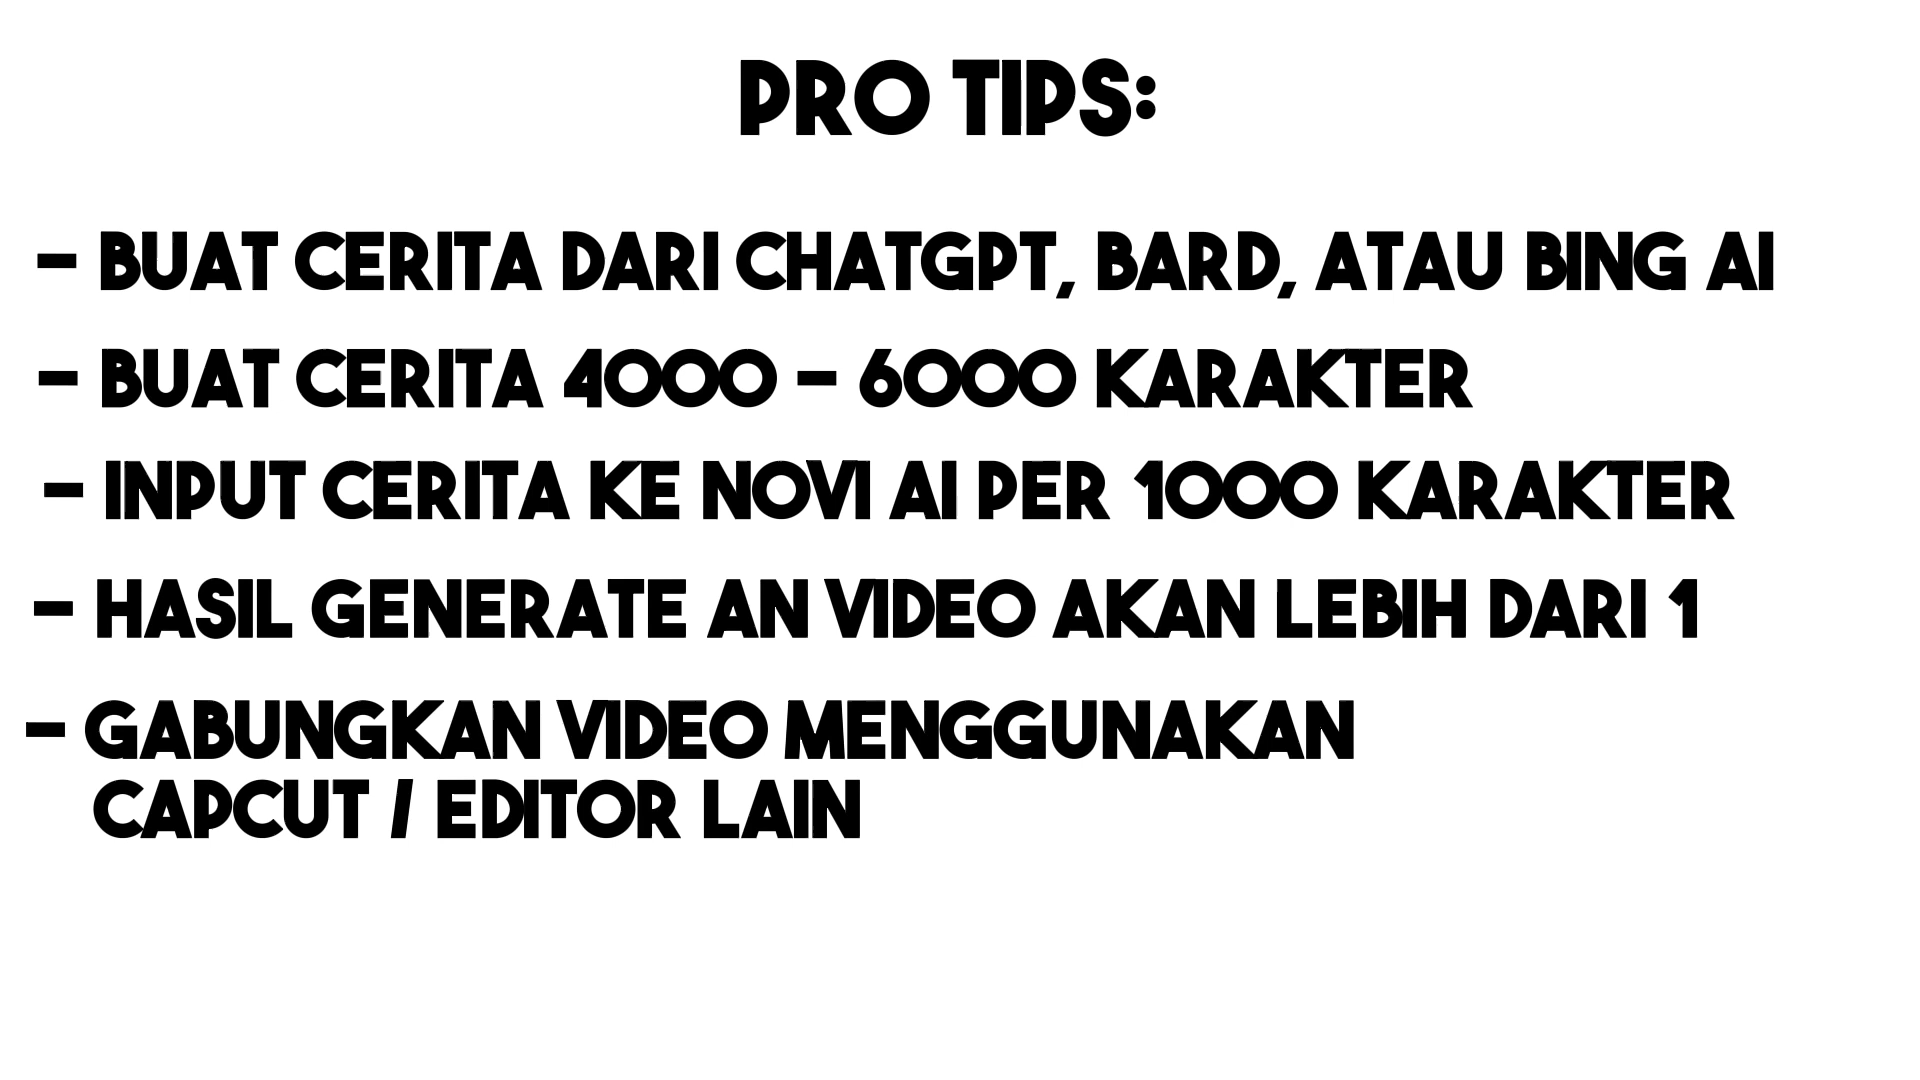 PRO TIPS:
- BUAT CERITA DARI CHATGPT, BARD, ATAU BING AI
- BUAT CERITA 4000 - 6000 KARAKTER
- INPUT CERITA KE NOVI AI PER 1000 KARAKTER
- HASIL GENERATE AN VIDEO AKAN LEBIH DARI 1
- GABUNGKAN VIDEO MENGGUNAKAN
CAPCUT / EDITOR LAIN